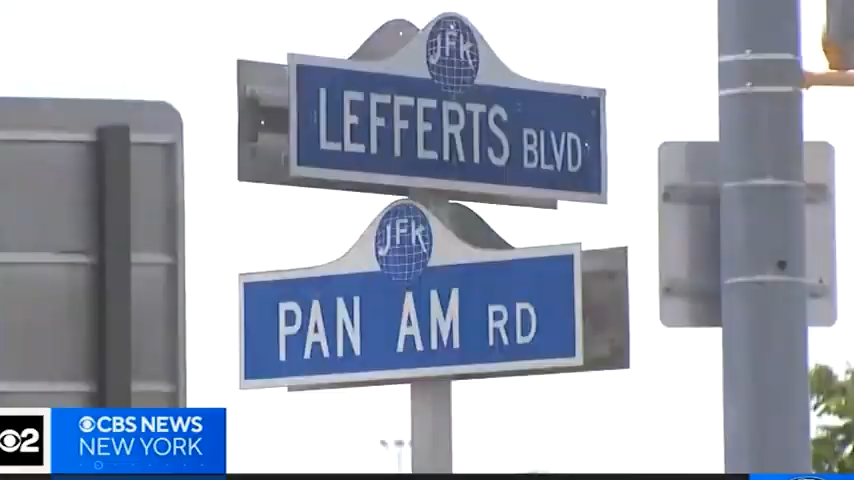 JFK
LEFFERTS BLVD
JFK
PAN AM RD
2
CBS NEWS
NEW YORK